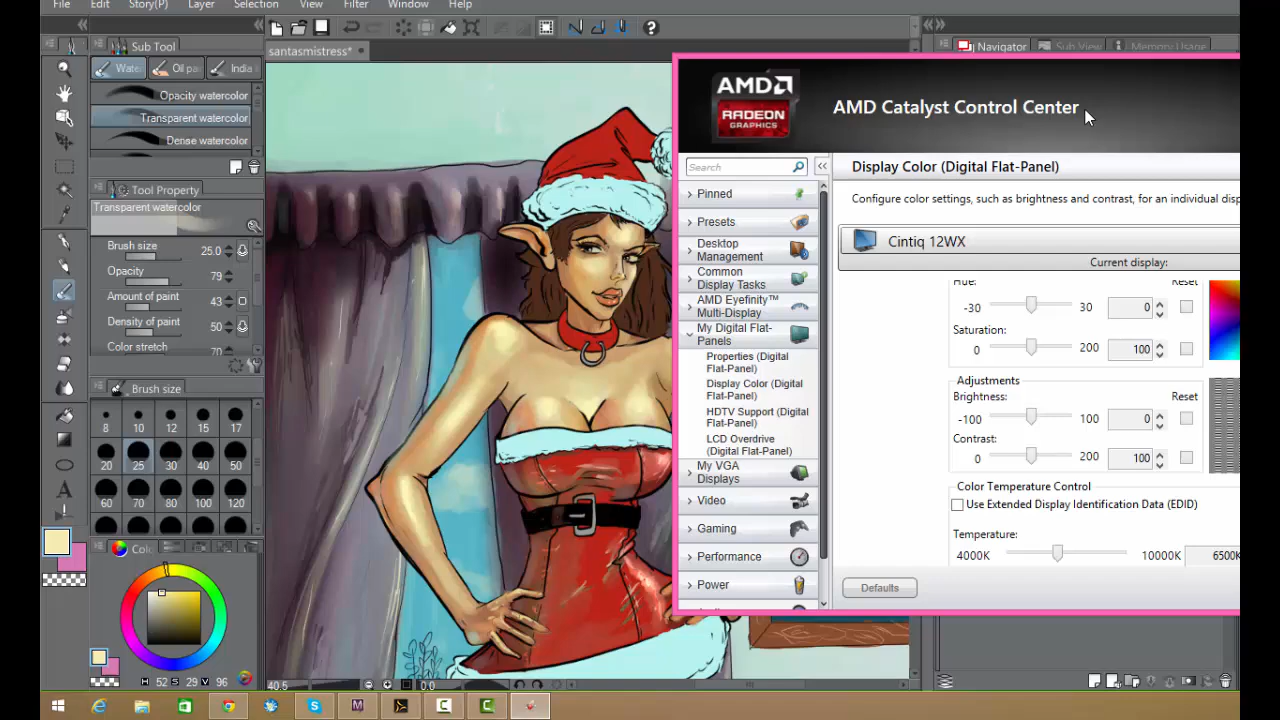 File Edit Story(P) Layer Selection View Filter Window Help
Sub Tool
santasmistress*
Navigator Sub View Memory Usage
Wate Oil pa India
Opacity watercolor
Transparent watercolor
Dense watercolor
Tool Property
Transparent watercolor
Brush size 25.0
Opacity 79
Amount of paint 43
Density of paint 50
Color stretch 70
Brush size
8 10 12 15 17
20 25 30 40 50
60 70 80 100 120
Colo
H 52 S 29 V 96
40.5 0.0
AMD
RADEON
GRAPHICS
AMD Catalyst Control Center
Search
Pinned
Presets
Desktop
Management
Common
Display Tasks
AMD Eyefinity™
Multi-Display
My Digital Flat-
Panels
Properties (Digital
Flat-Panel)
Display Color (Digital
Flat-Panel)
HDTV Support (Digital
Flat-Panel)
LCD Overdrive
(Digital Flat-Panel)
My VGA
Displays
Video
Gaming
Performance
Power
Display Color (Digital Flat-Panel)
Configure color settings, such as brightness and contrast, for an individual disp
Cintiq 12WX
Current display:
Hue: Reset
-30 30 0
Saturation:
0 200 100
Adjustments
Brightness: Reset
-100 100 0
Contrast:
0 200 100
Color Temperature Control
Use Extended Display Identification Data (EDID)
Temperature:
4000K 10000K 6500K
Defaults